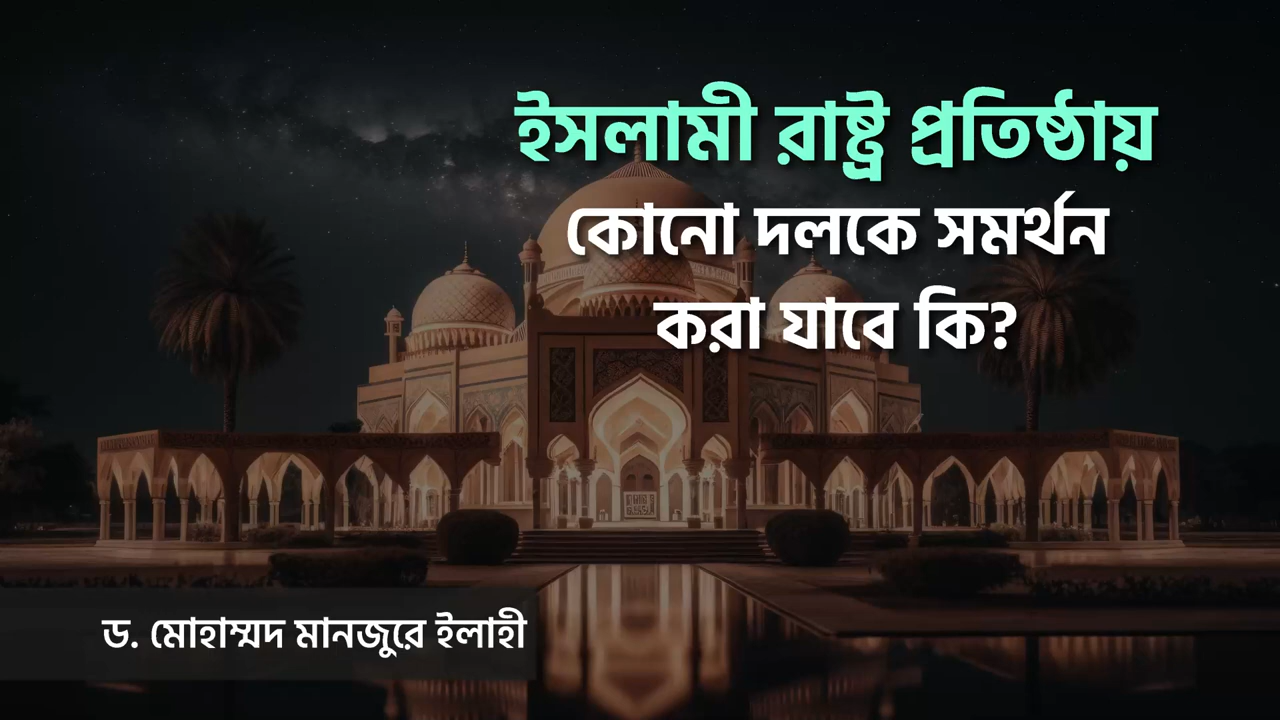 ইসলামী রাষ্ট্র প্রতিষ্ঠায়
কোনো দলকে সমর্থন
করা যাবে কি?
ড. মোহাম্মদ মানজুরে ইলাহী